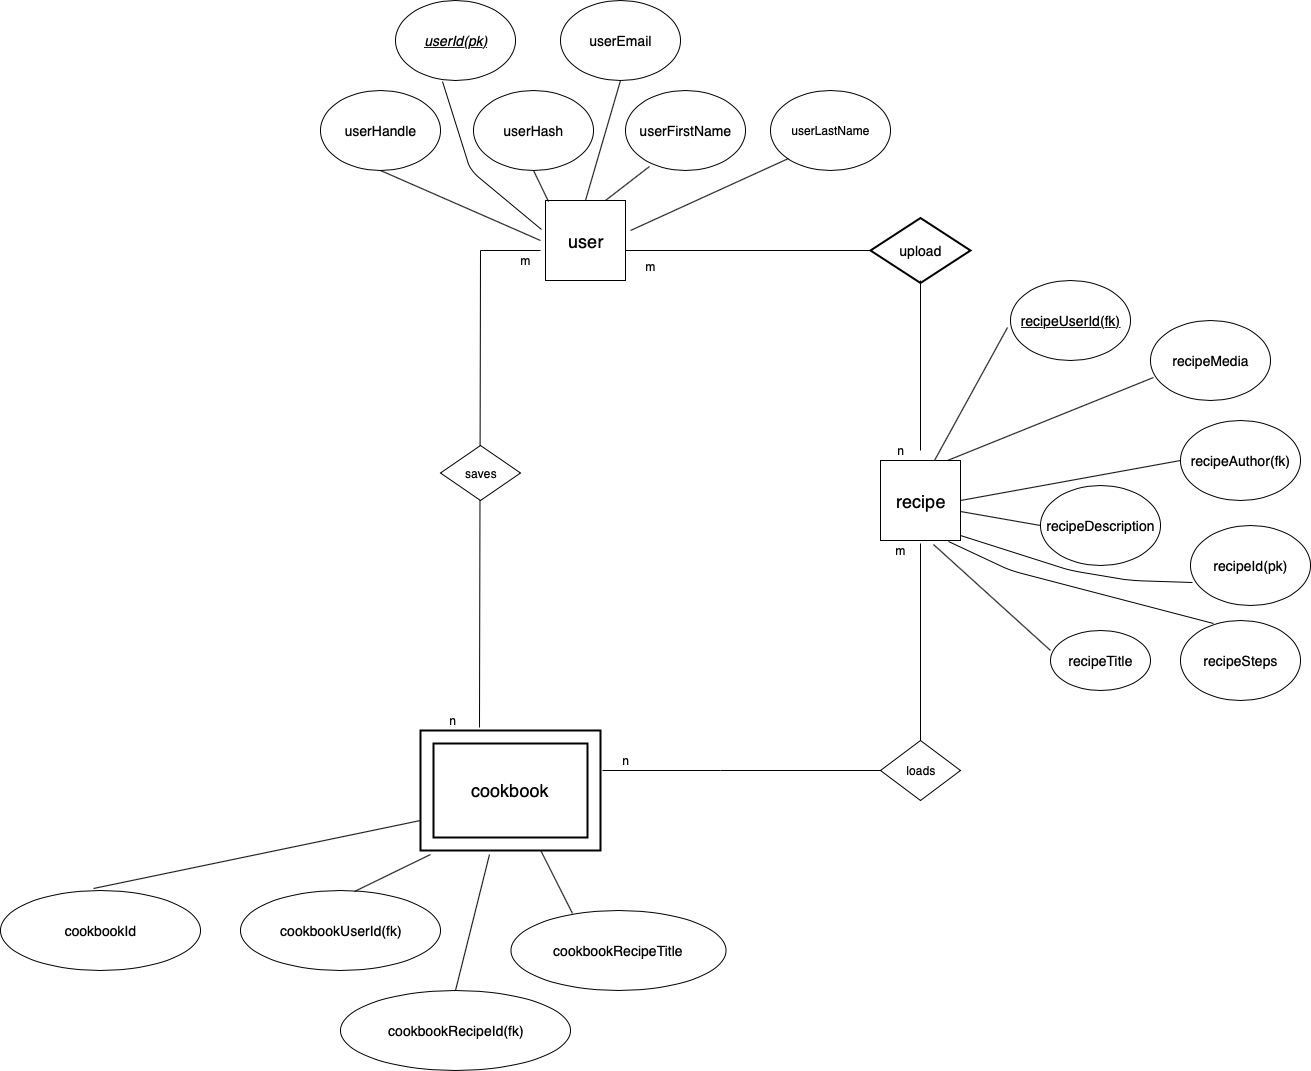 userId(pk)
userEmail
userHandle
userHash
userFirstName
userLastName
user
upload
m
m
recipeUserId(fk)
recipeMedia
n
recipeAuthor(fk)
saves
recipe
recipeDescription
m
recipeId(pk)
recipeTitle
recipeSteps
n
n
loads
cookbook
cookbookId
cookbookUserId(fk)
cookbookRecipeTitle
cookbookRecipeId(fk)